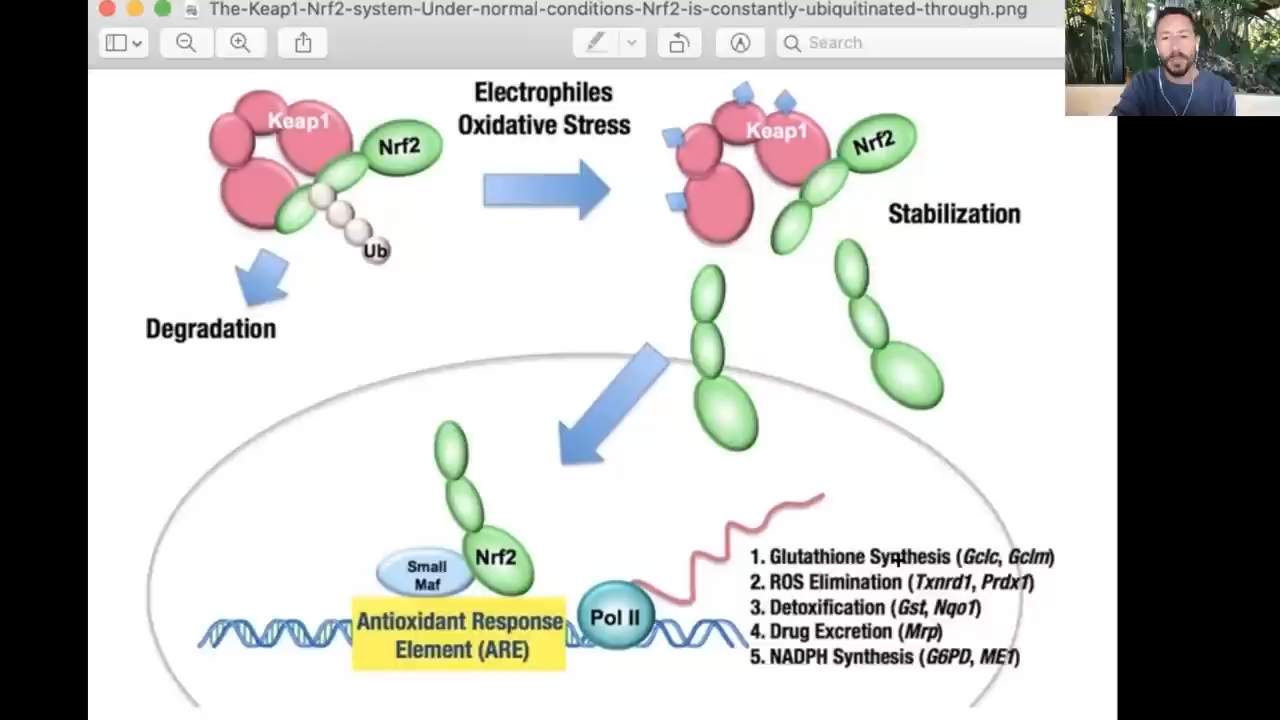 The-Keap1-Nrf2-system-Under-normal-conditions-Nrf2-is-constantly-ubiquitinated-through.png
Search
Electrophiles
Oxidative Stress
Keap1
Nrf2
Ub
Degradation
Keap1
Nrf2
Stabilization
Nrf2
Small
Maf
Antioxidant Response
Element (ARE)
Pol II
1. Glutathione Synthesis (Gclc, Gclm)
2. ROS Elimination (Txnrd1, Prdx1)
3. Detoxification (Gst, Nqo1)
4. Drug Excretion (Mrp)
5. NADPH Synthesis (G6PD, ME1)